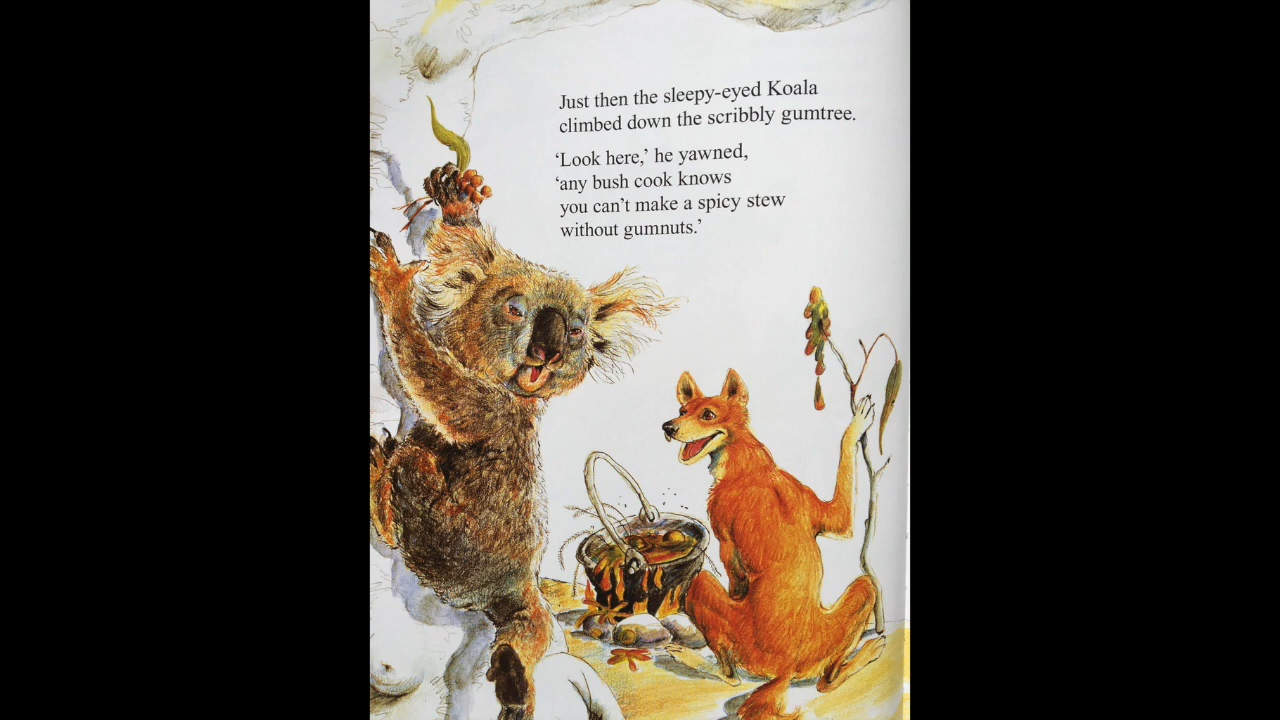 Just then the sleepy-eyed Koala
climbed down the scribbly gumtree.
‘Look here,’ he yawned,
‘any bush cook knows
you can’t make a spicy stew
without gumnuts.’